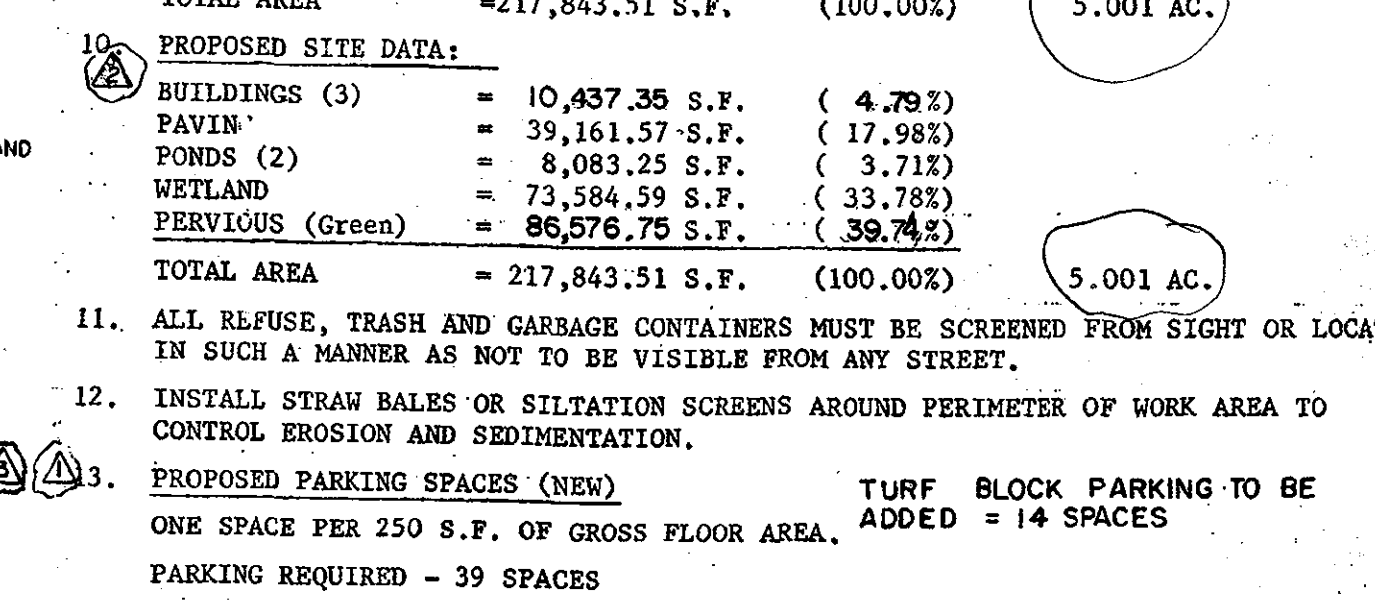 TOTAL AREA =217,843.51 S.F. (100.00%) 5.001 AC.
10. PROPOSED SITE DATA:
2
BUILDINGS (3) = 10,437.35 S.F. ( 4.79%)
PAVIN' = 39,161.57 S.F. ( 17.98%)
AND
PONDS (2) = 8,083.25 S.F. ( 3.71%)
WETLAND = 73,584.59 S.F. ( 33.78%)
PERVIOUS (Green) = 86,576.75 S.F. ( 39.74%)
TOTAL AREA = 217,843.51 S.F. (100.00%) 5.001 AC.
11. ALL REFUSE, TRASH AND GARBAGE CONTAINERS MUST BE SCREENED FROM SIGHT OR LOCAT
IN SUCH A MANNER AS NOT TO BE VISIBLE FROM ANY STREET.
12. INSTALL STRAW BALES OR SILTATION SCREENS AROUND PERIMETER OF WORK AREA TO
CONTROL EROSION AND SEDIMENTATION.
3 1 13. PROPOSED PARKING SPACES (NEW) TURF BLOCK PARKING TO BE
ONE SPACE PER 250 S.F. OF GROSS FLOOR AREA. ADDED = 14 SPACES
PARKING REQUIRED - 39 SPACES